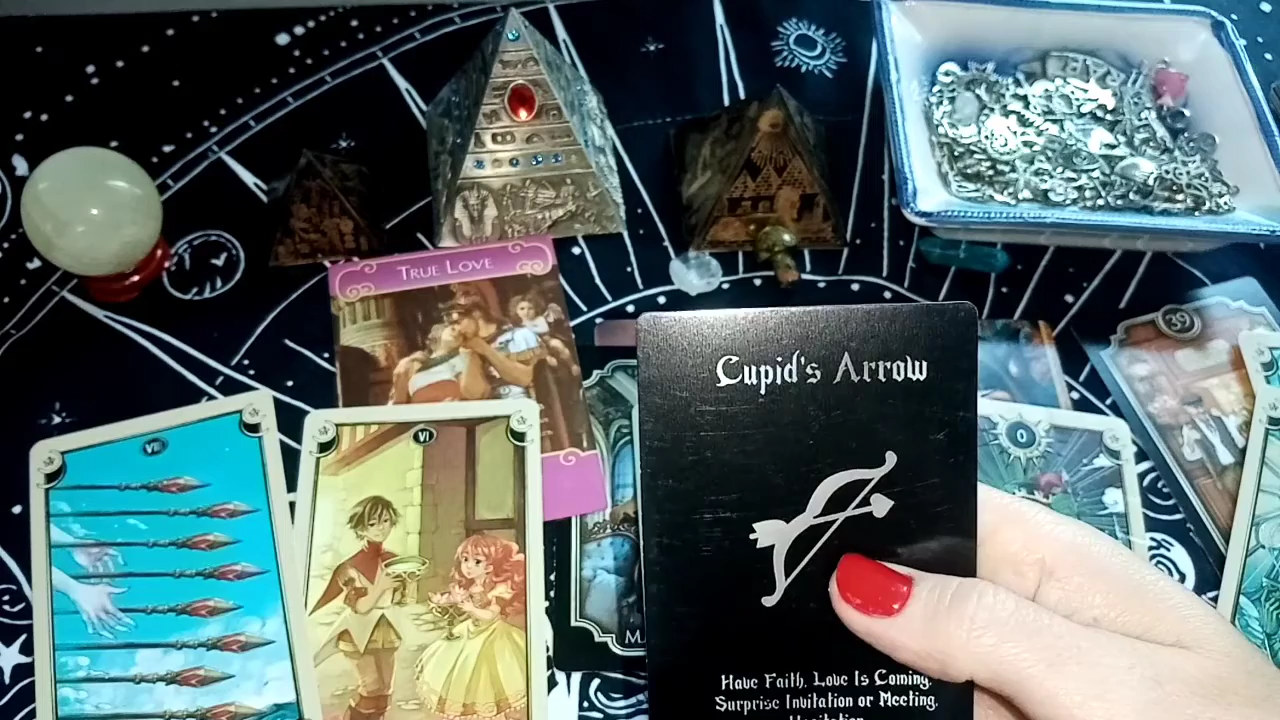 TRUE LOVE
39
Cupid's Arrow
VIII
VI
0
Have Faith, Love Is Coming.
Surprise Invitation or Meeting.